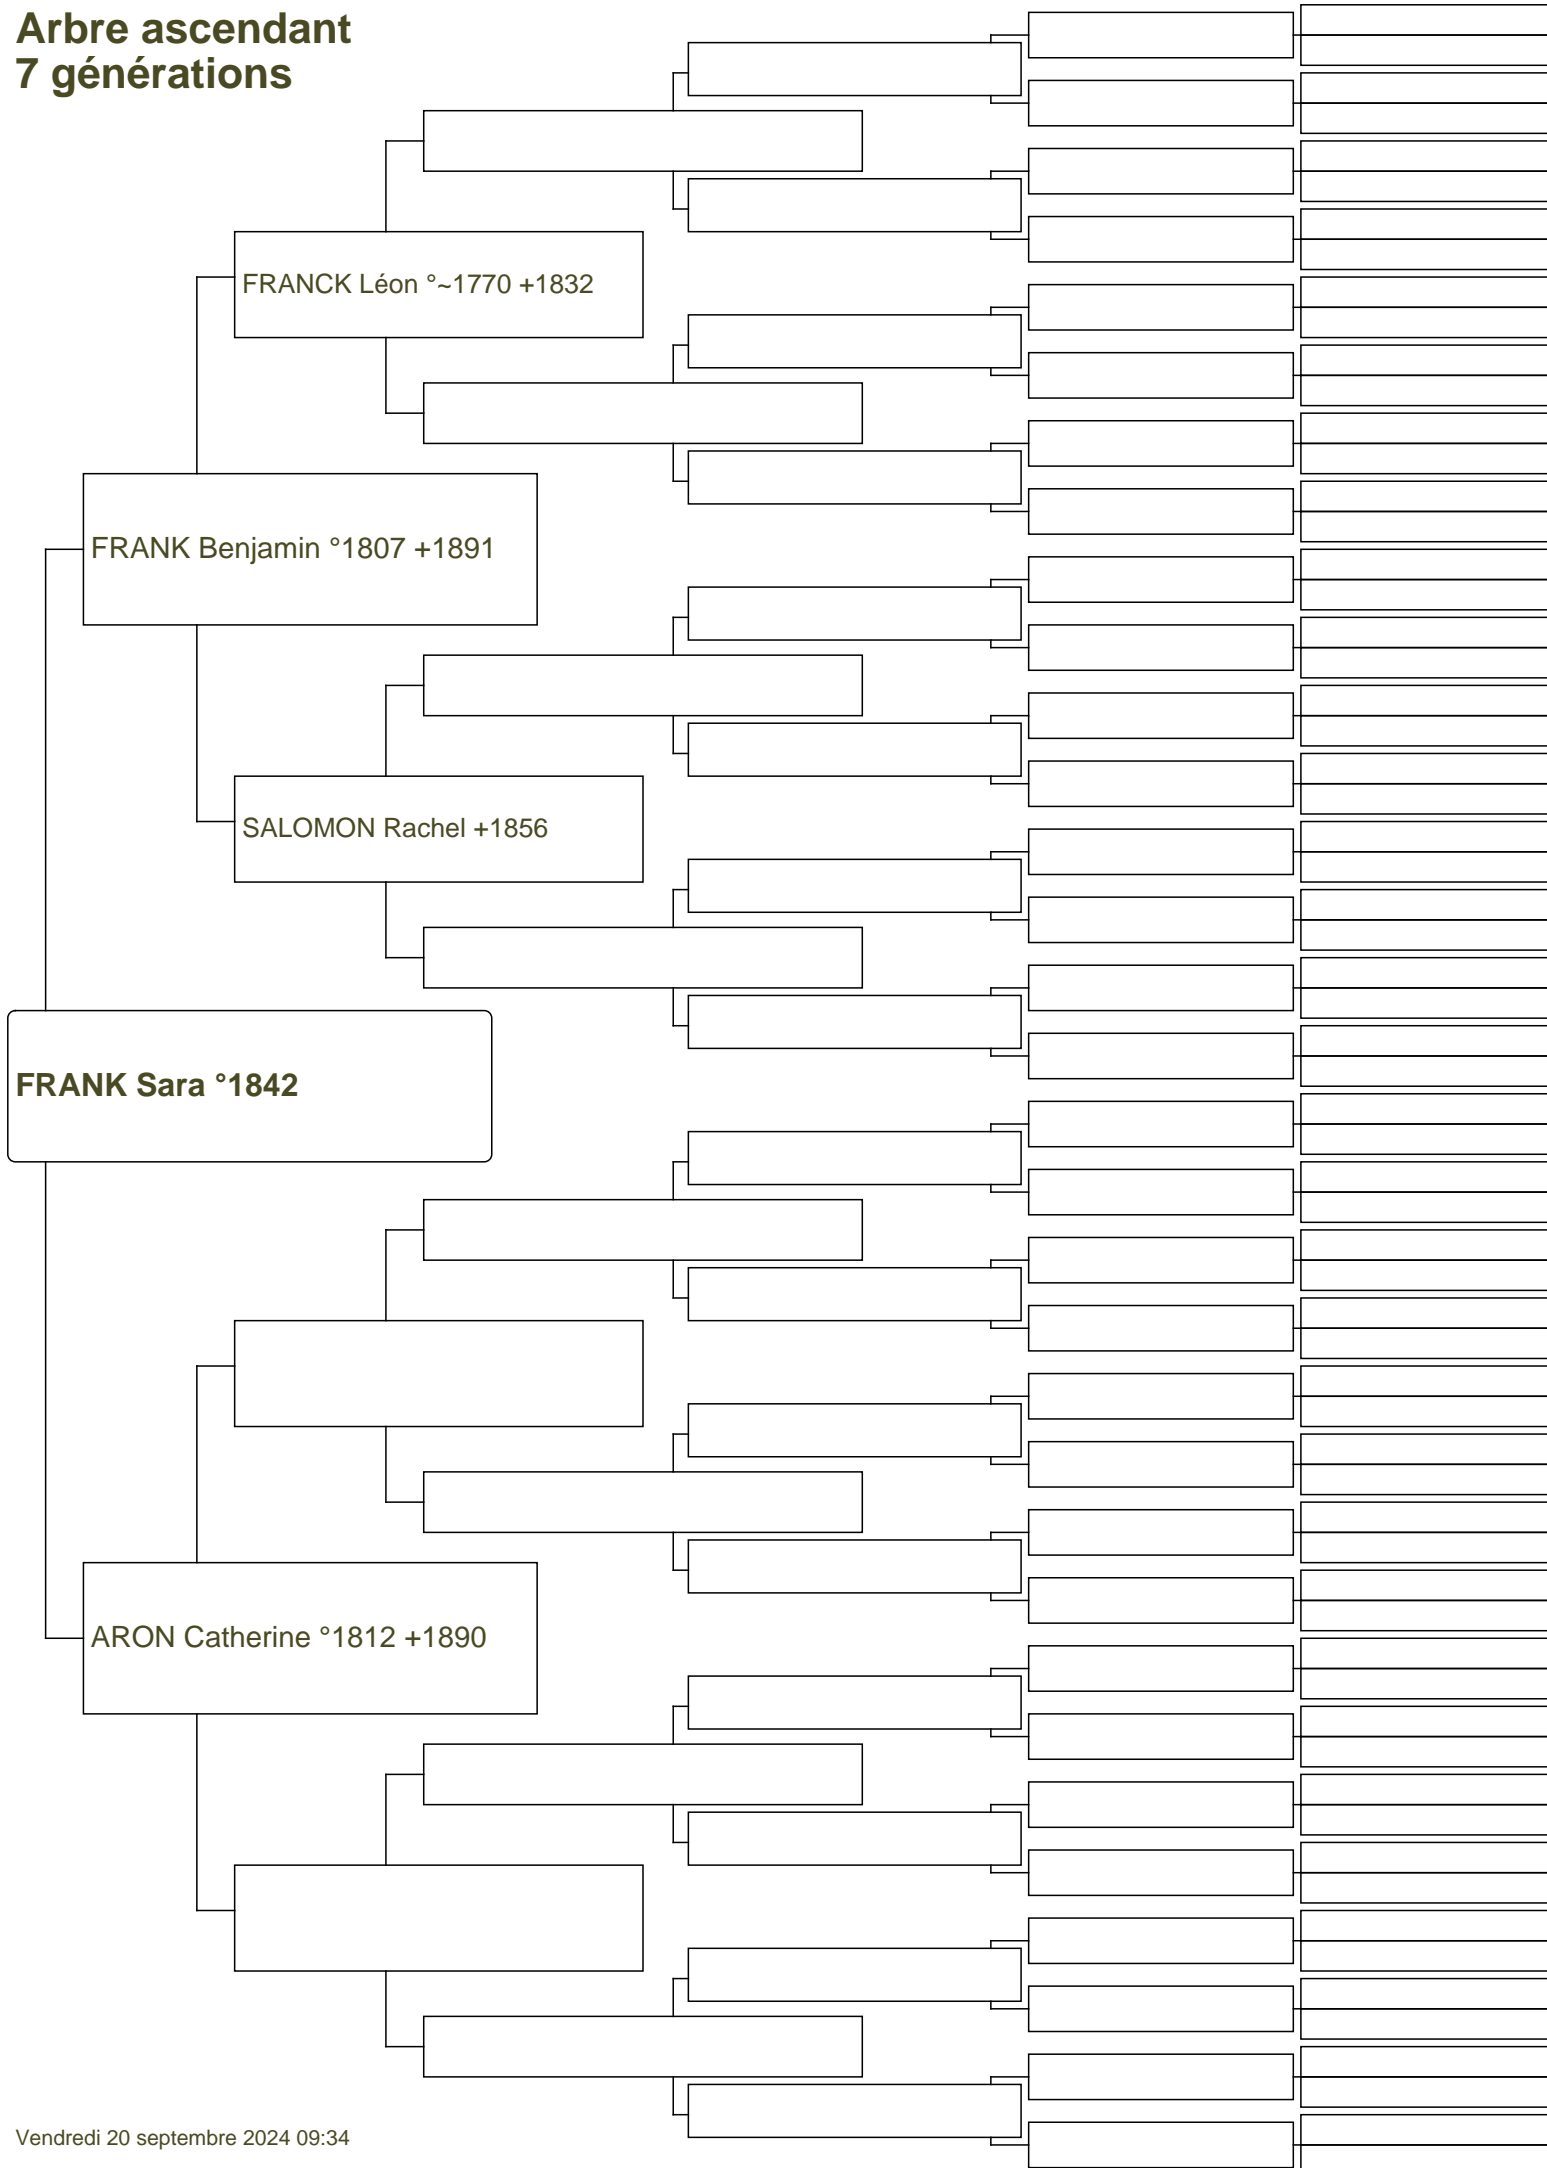 Arbre ascendant
7 générations
FRANCK Léon °~1770 +1832
FRANK Benjamin °1807 +1891
SALOMON Rachel +1856
FRANK Sara °1842
ARON Catherine °1812 +1890
Vendredi 20 septembre 2024 09:34